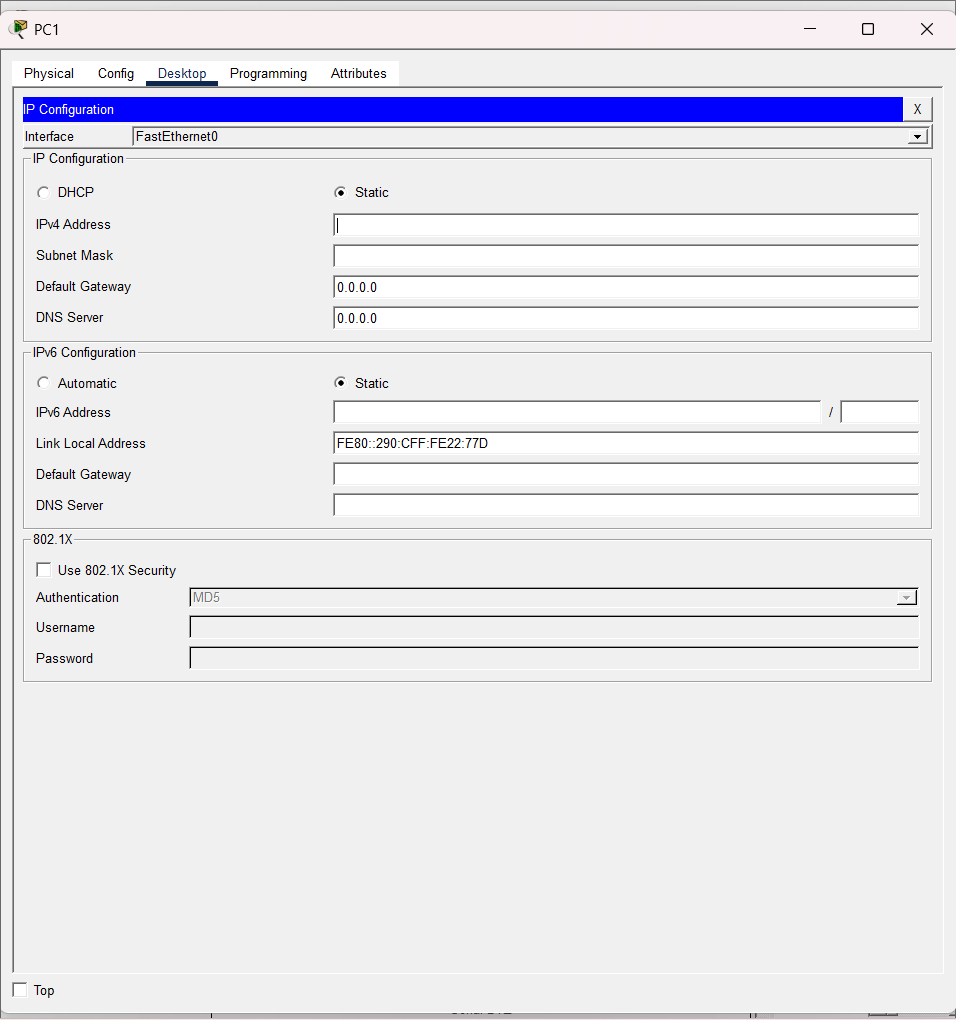 PC1
Physical Config Desktop Programming Attributes
IP Configuration X
Interface FastEthernet0
IP Configuration
DHCP Static
IPv4 Address
Subnet Mask
Default Gateway 0.0.0.0
DNS Server 0.0.0.0
IPv6 Configuration
Automatic Static
IPv6 Address /
Link Local Address FE80::290:CFF:FE22:77D
Default Gateway
DNS Server
802.1X
Use 802.1X Security
Authentication MD5
Username
Password
Top